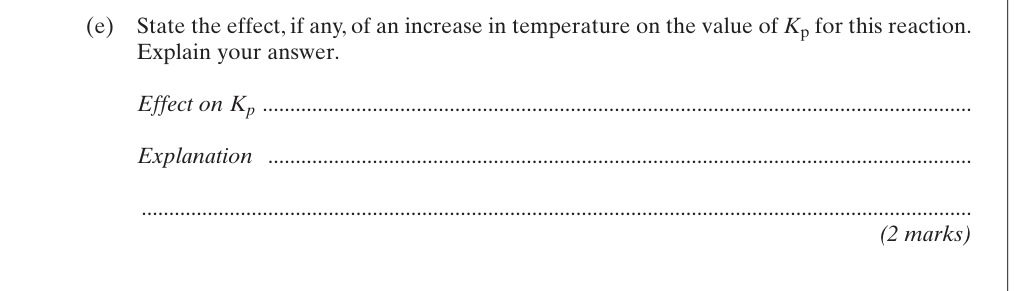 (e) State the effect, if any, of an increase in temperature on the value of Kp for this reaction.
Explain your answer.
Effect on Kp ................................................................................
Explanation ................................................................................
................................................................................
(2 marks)